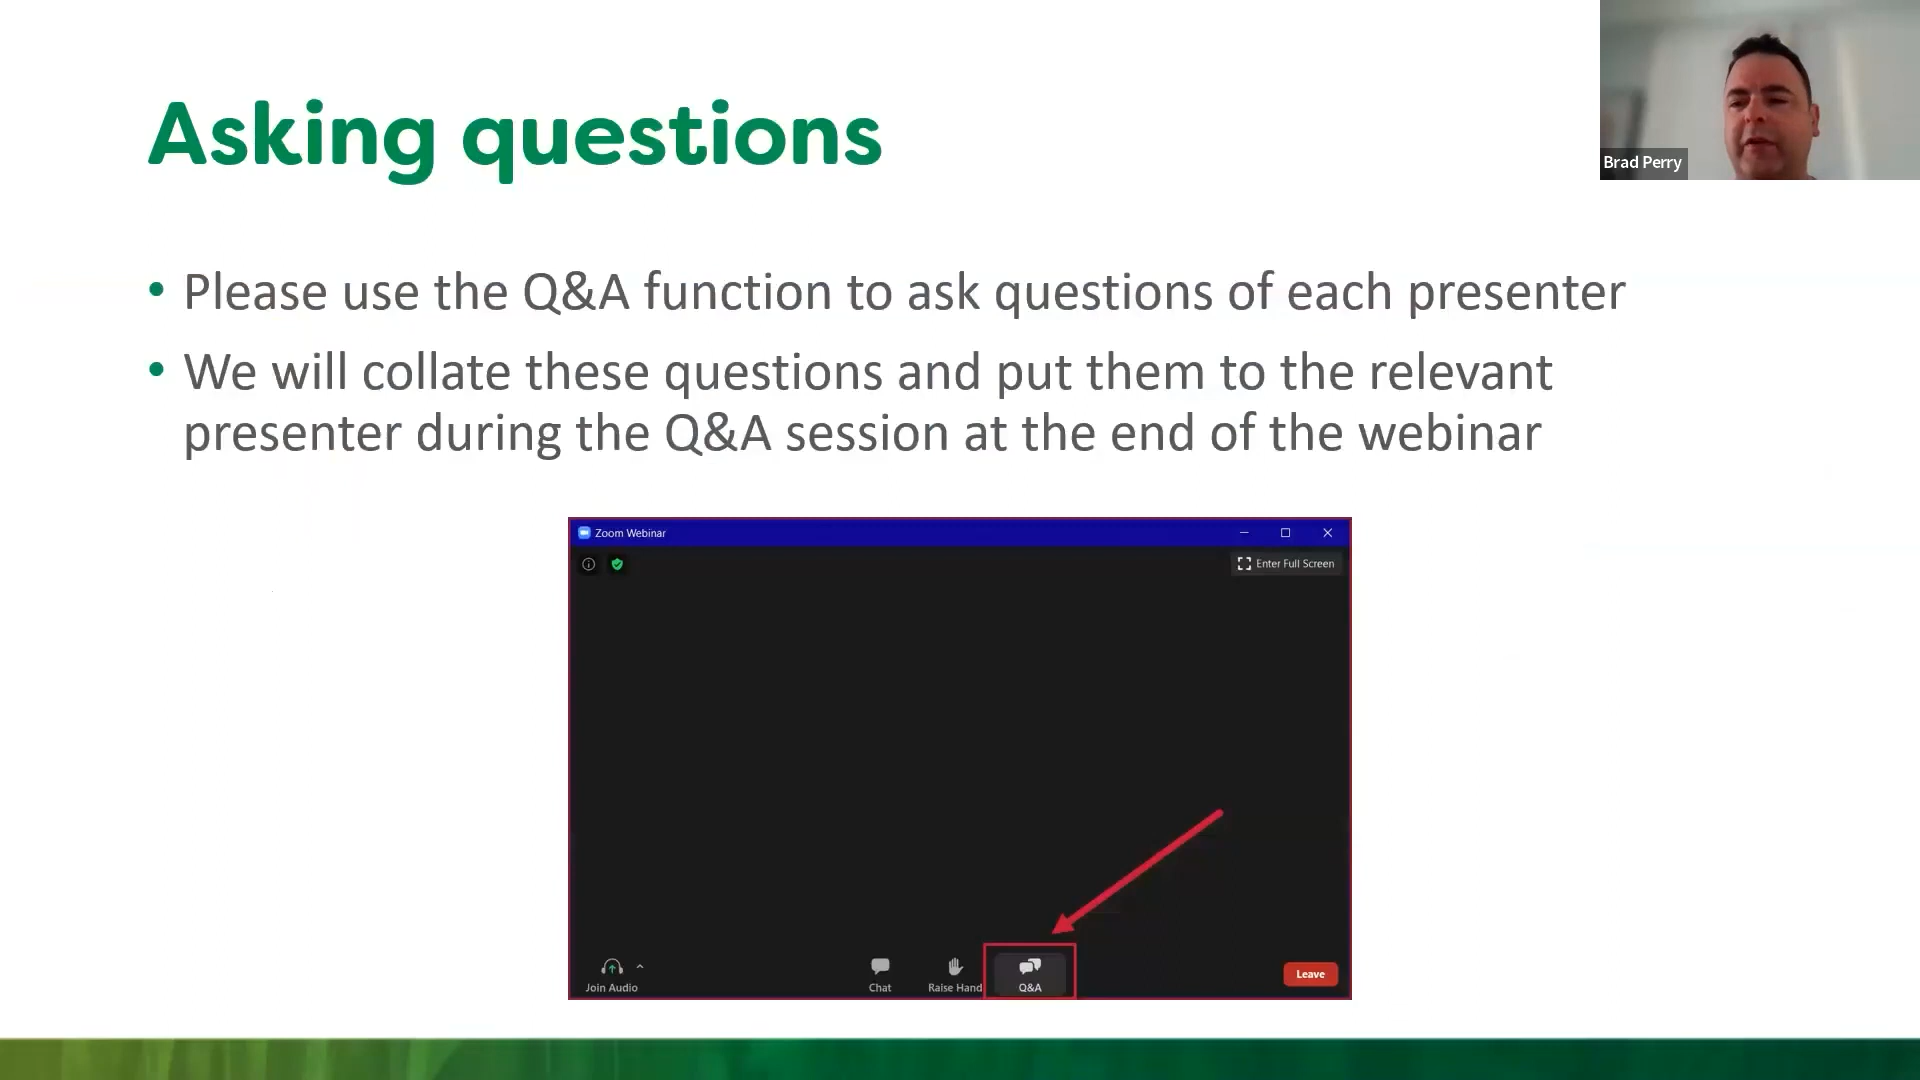 Asking questions
Brad Perry
• Please use the Q&A function to ask questions of each presenter
• We will collate these questions and put them to the relevant
presenter during the Q&A session at the end of the webinar
Zoom Webinar
Enter Full Screen
Join Audio
Chat
Raise Hand
Q&A
Leave